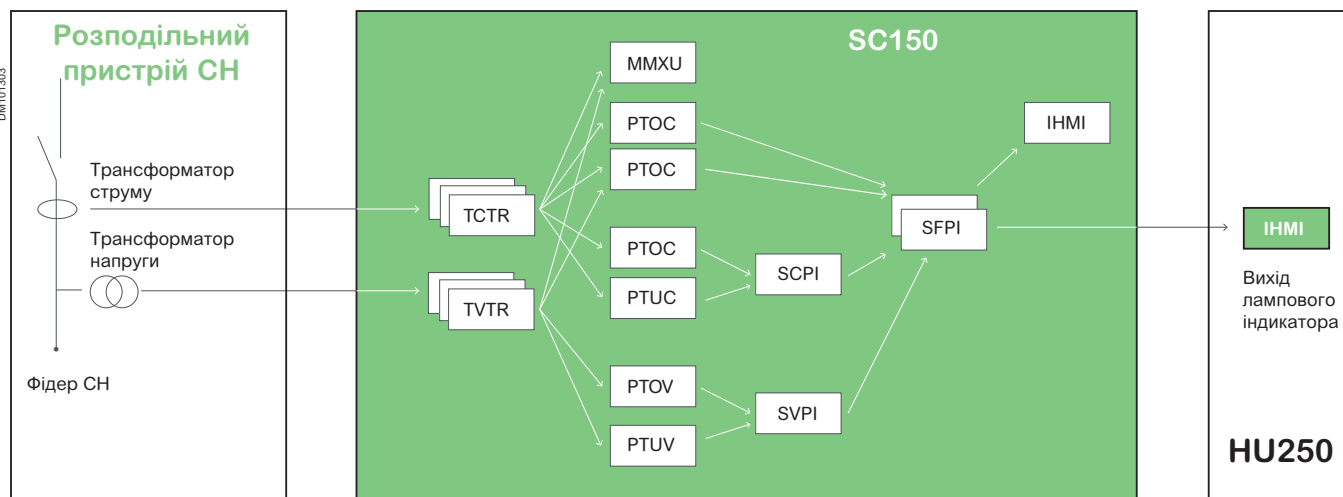 Розподільний
пристрій СН
DM101303
Трансформатор
струму
Трансформатор
напруги
Фідер СН
SC150
MMXU
PTOC
PTOC
PTOC
PTUC
PTOV
PTUV
TCTR
TVTR
SCPI
SVPI
SFPI
IHMI
IHMI
Вихід
лампового
індикатора
HU250